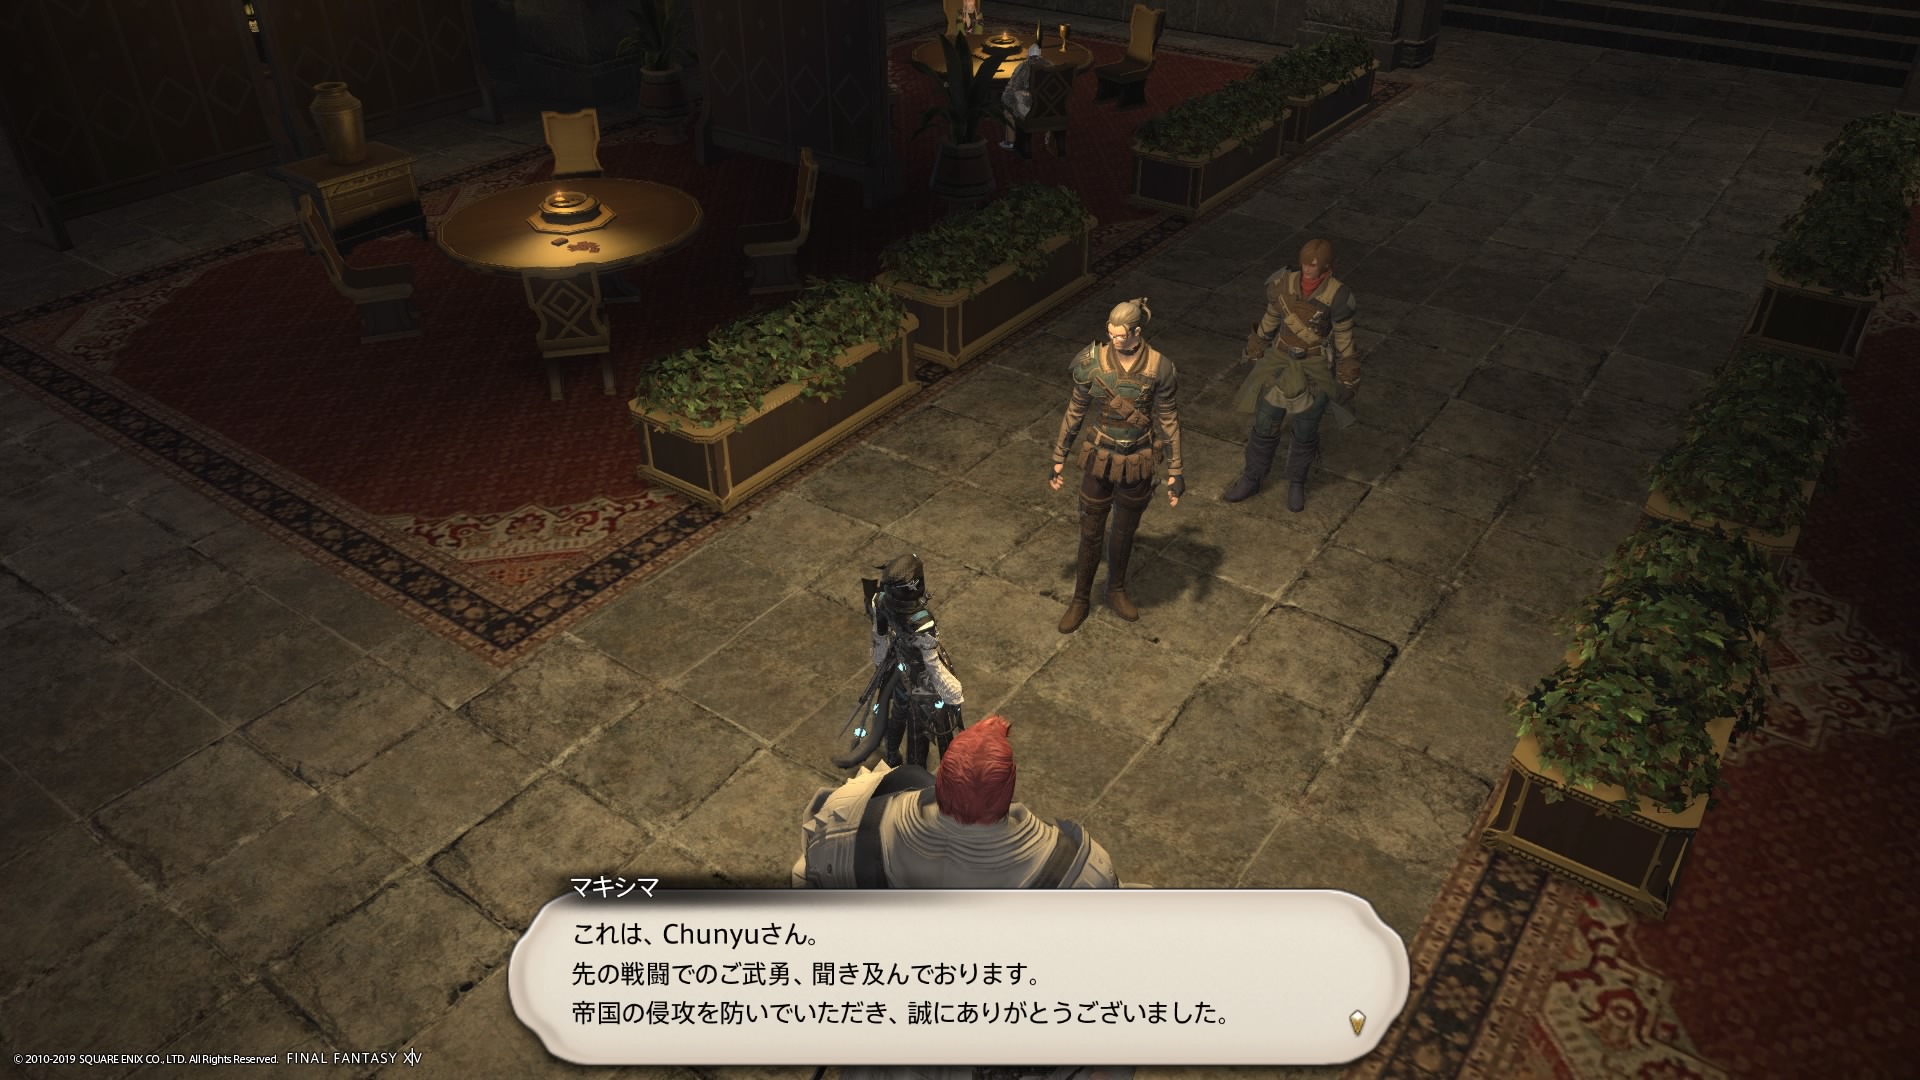 マキシマ
これは、Chunyuさん。
先の戦闘でのご武勇、聞き及んでおります。
帝国の侵攻を防いでいただき、誠にありがとうございました。
© 2010-2019 SQUARE ENIX CO., LTD. All Rights Reserved. FINAL FANTASY XIV